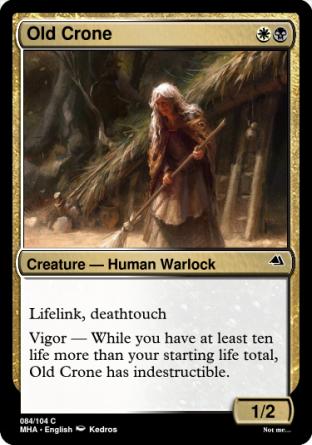 Old Crone
Creature — Human Warlock
Lifelink, deathtouch
Vigor — While you have at least ten
life more than your starting life total,
Old Crone has indestructible.
1/2
084/104 C
MHA - English Kedros
Not me...